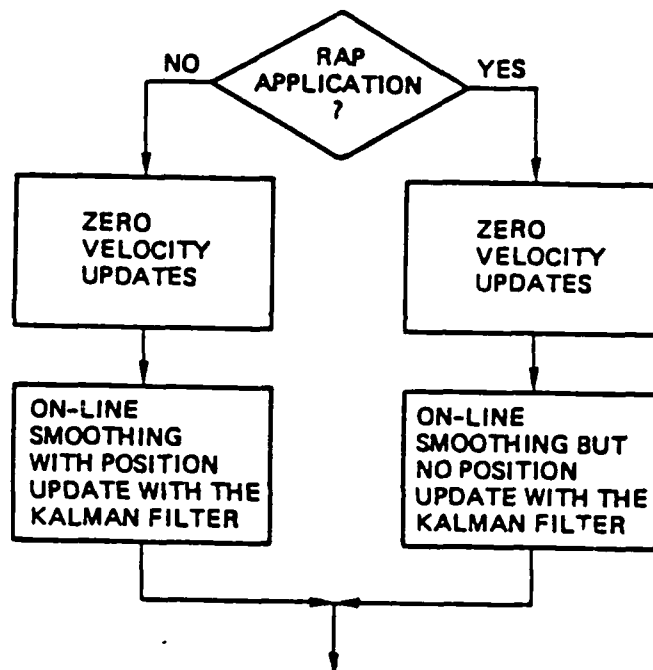 RAP
APPLICATION
?
NO
YES
ZERO
VELOCITY
UPDATES
ZERO
VELOCITY
UPDATES
ON-LINE
SMOOTHING
WITH POSITION
UPDATE WITH THE
KALMAN FILTER
ON-LINE
SMOOTHING BUT
NO POSITION
UPDATE WITH THE
KALMAN FILTER